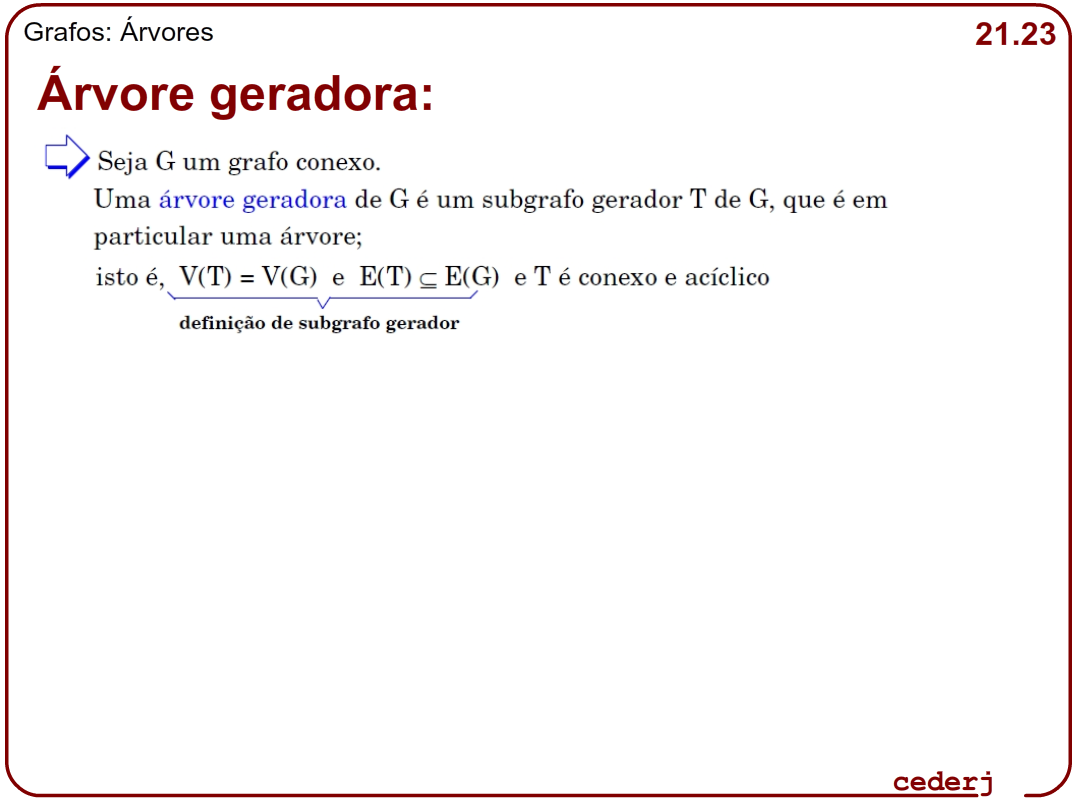 Grafos: Árvores
21.23
Árvore geradora:
Seja G um grafo conexo.
Uma árvore geradora de G é um subgrafo gerador T de G, que é em
particular uma árvore;
isto é, V(T) = V(G) e E(T) ⊆ E(G) e T é conexo e acíclico
definição de subgrafo gerador
cederj